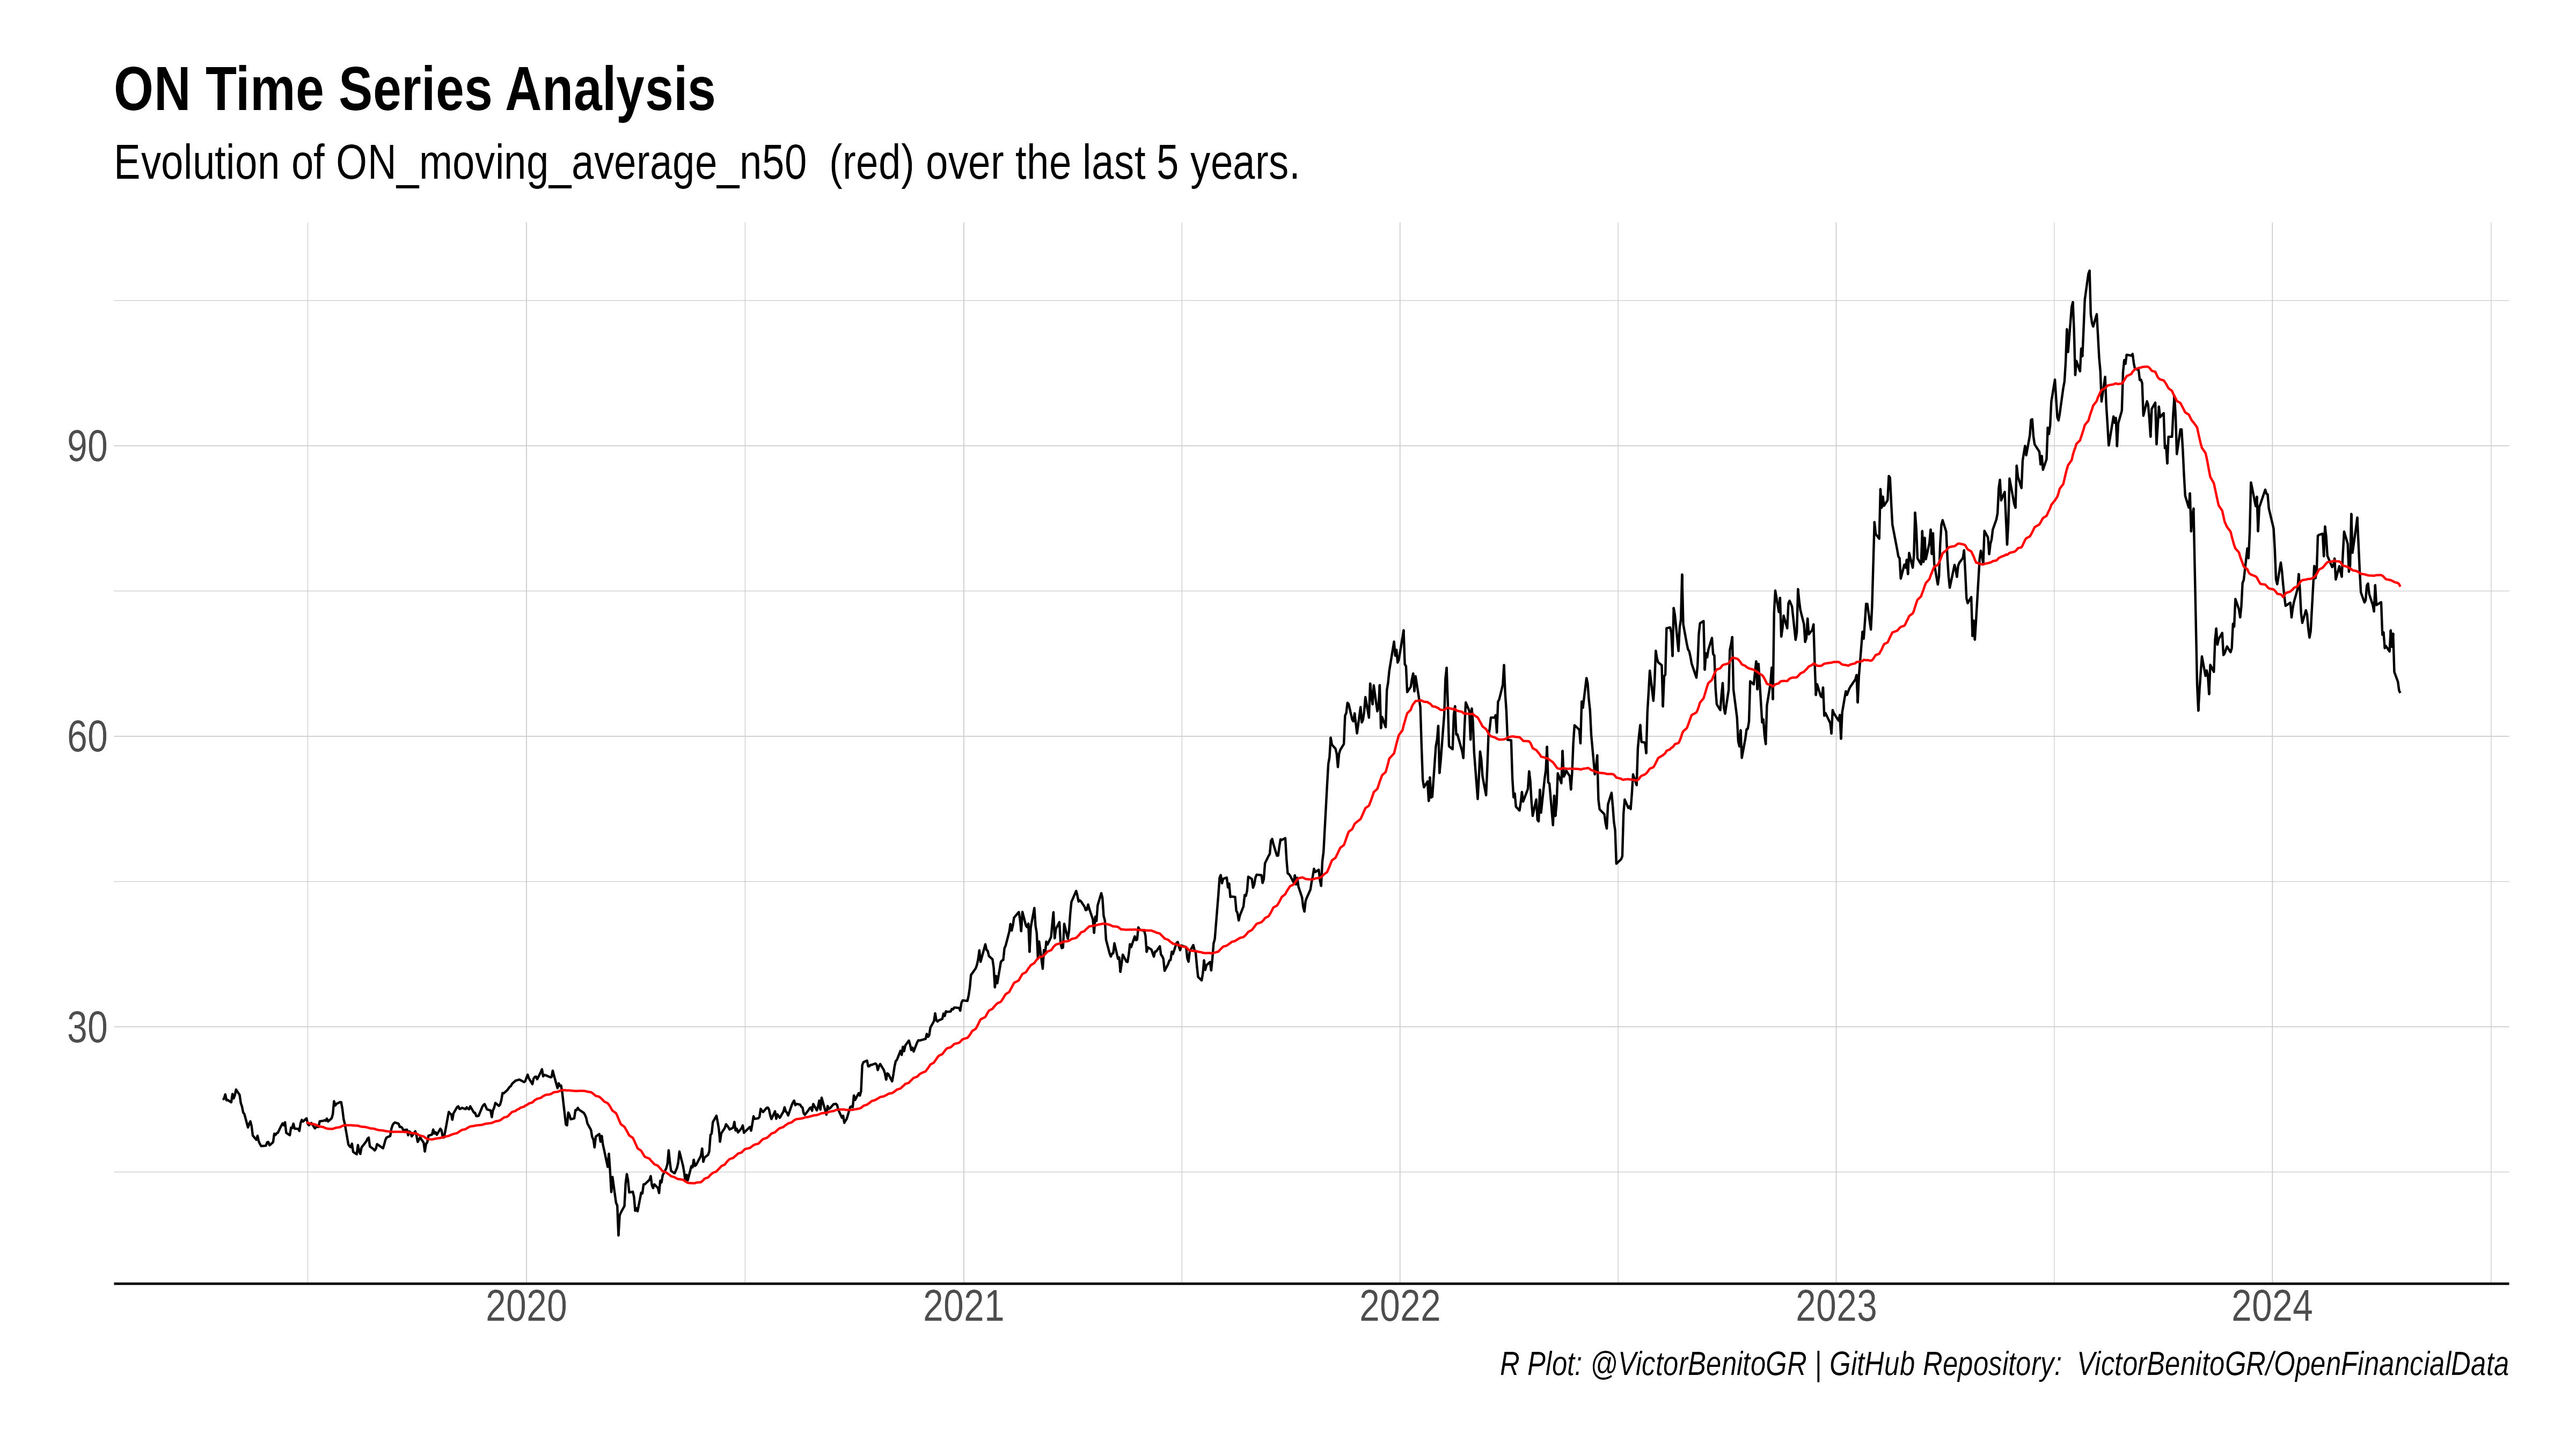 ON Time Series Analysis
Evolution of ON_moving_average_n50  (red) over the last 5 years.
90
60
30
2020 2021 2022 2023 2024
R Plot: @VictorBenitoGR | GitHub Repository:  VictorBenitoGR/OpenFinancialData